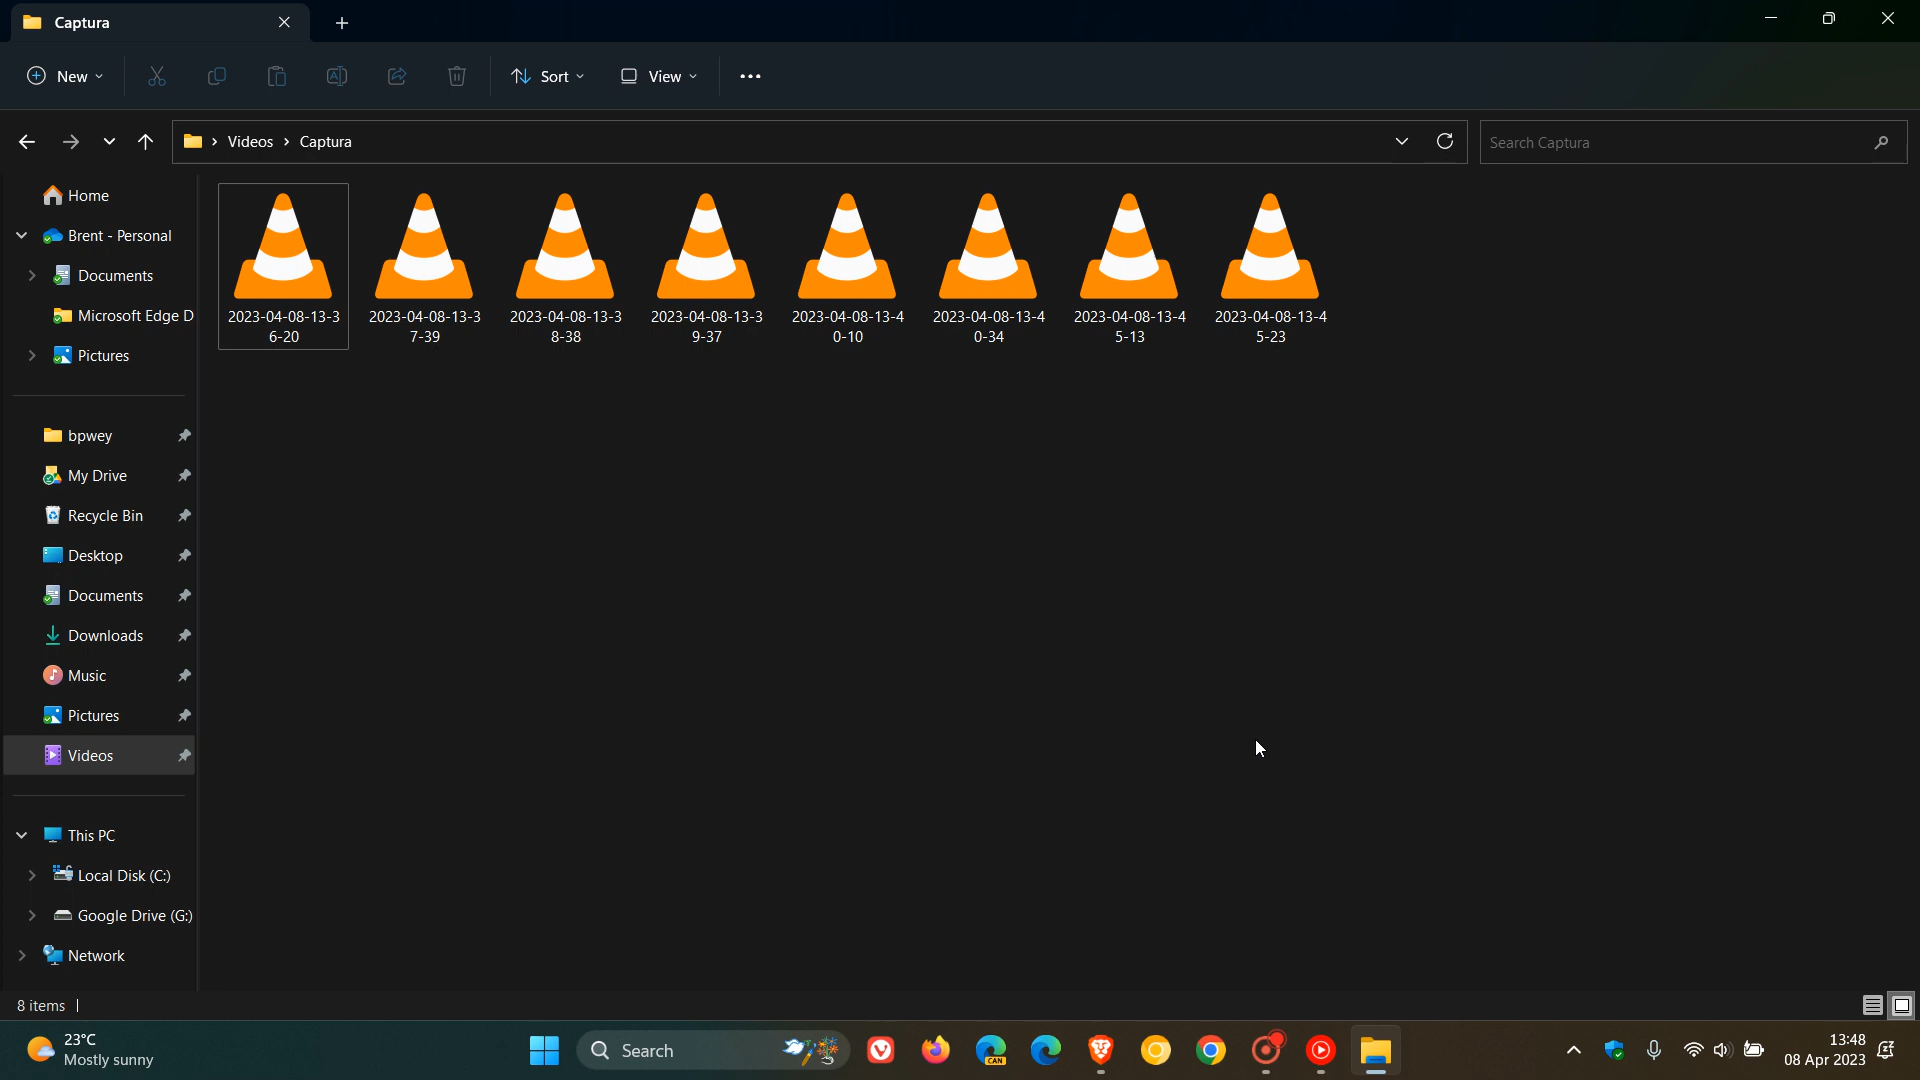 Captura
New
Sort
View
Videos
Captura
Search Captura
Home
Brent - Personal
Documents
Microsoft Edge D
Pictures
bpwey
My Drive
Recycle Bin
Desktop
Documents
Downloads
Music
Pictures
Videos
This PC
Local Disk (C:)
Google Drive (G:)
Network
2023-04-08-13-3
6-20
2023-04-08-13-3
7-39
2023-04-08-13-3
8-38
2023-04-08-13-3
9-37
2023-04-08-13-4
0-10
2023-04-08-13-4
0-34
2023-04-08-13-4
5-13
2023-04-08-13-4
5-23
8 items
23°C
Mostly sunny
Search
CAN
13:48
08 Apr 2023